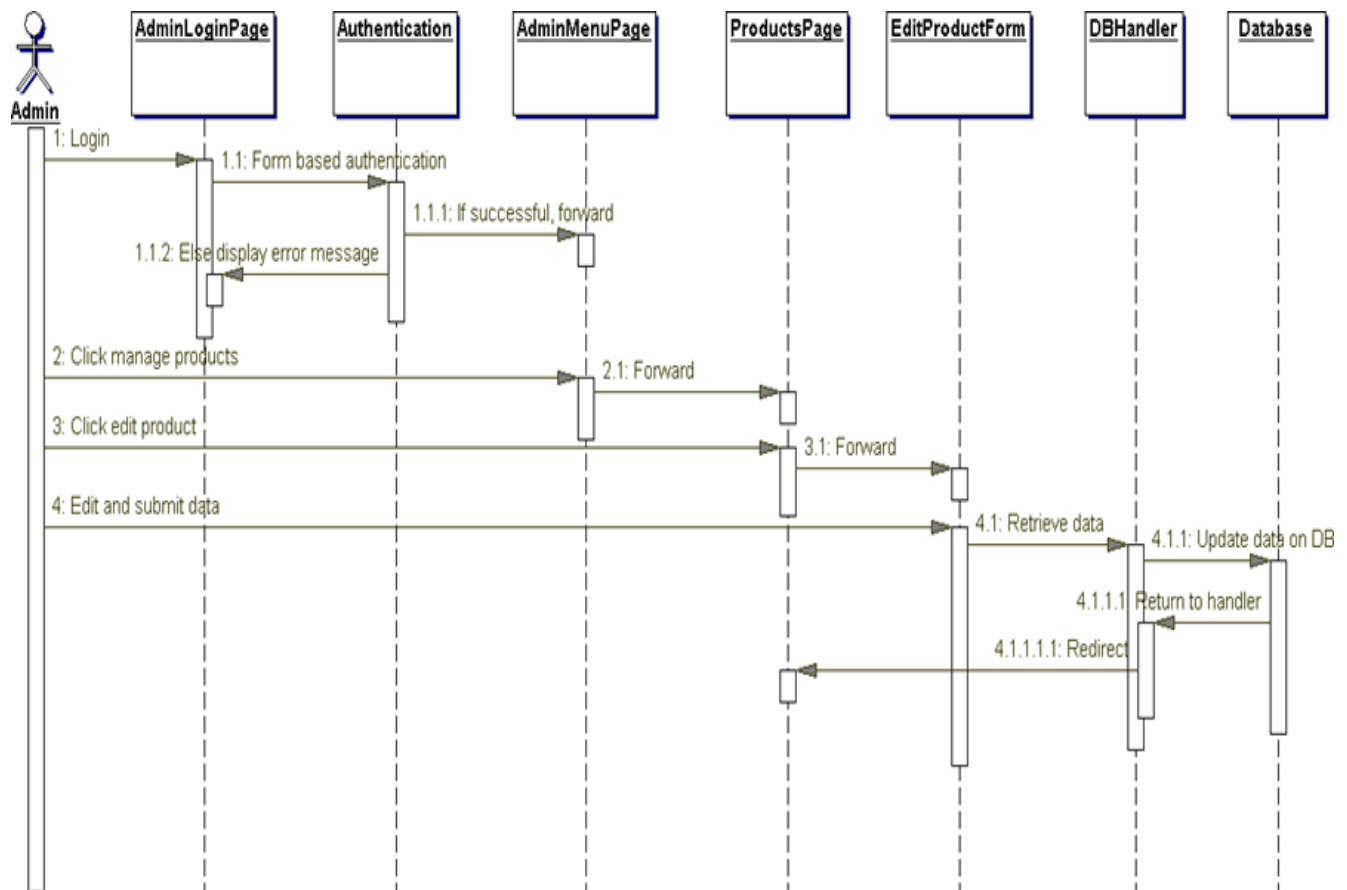 AdminLoginPage
Authentication
AdminMenuPage
ProductsPage
EditProductForm
DBHandler
Database
Admin
1: Login
1.1: Form based authentication
1.1.1: If successful, forward
1.1.2: Else display error message
2: Click manage products
2.1: Forward
3: Click edit product
3.1: Forward
4: Edit and submit data
4.1: Retrieve data
4.1.1: Update data on DB
4.1.1.1: Return to handler
4.1.1.1.1: Redirect